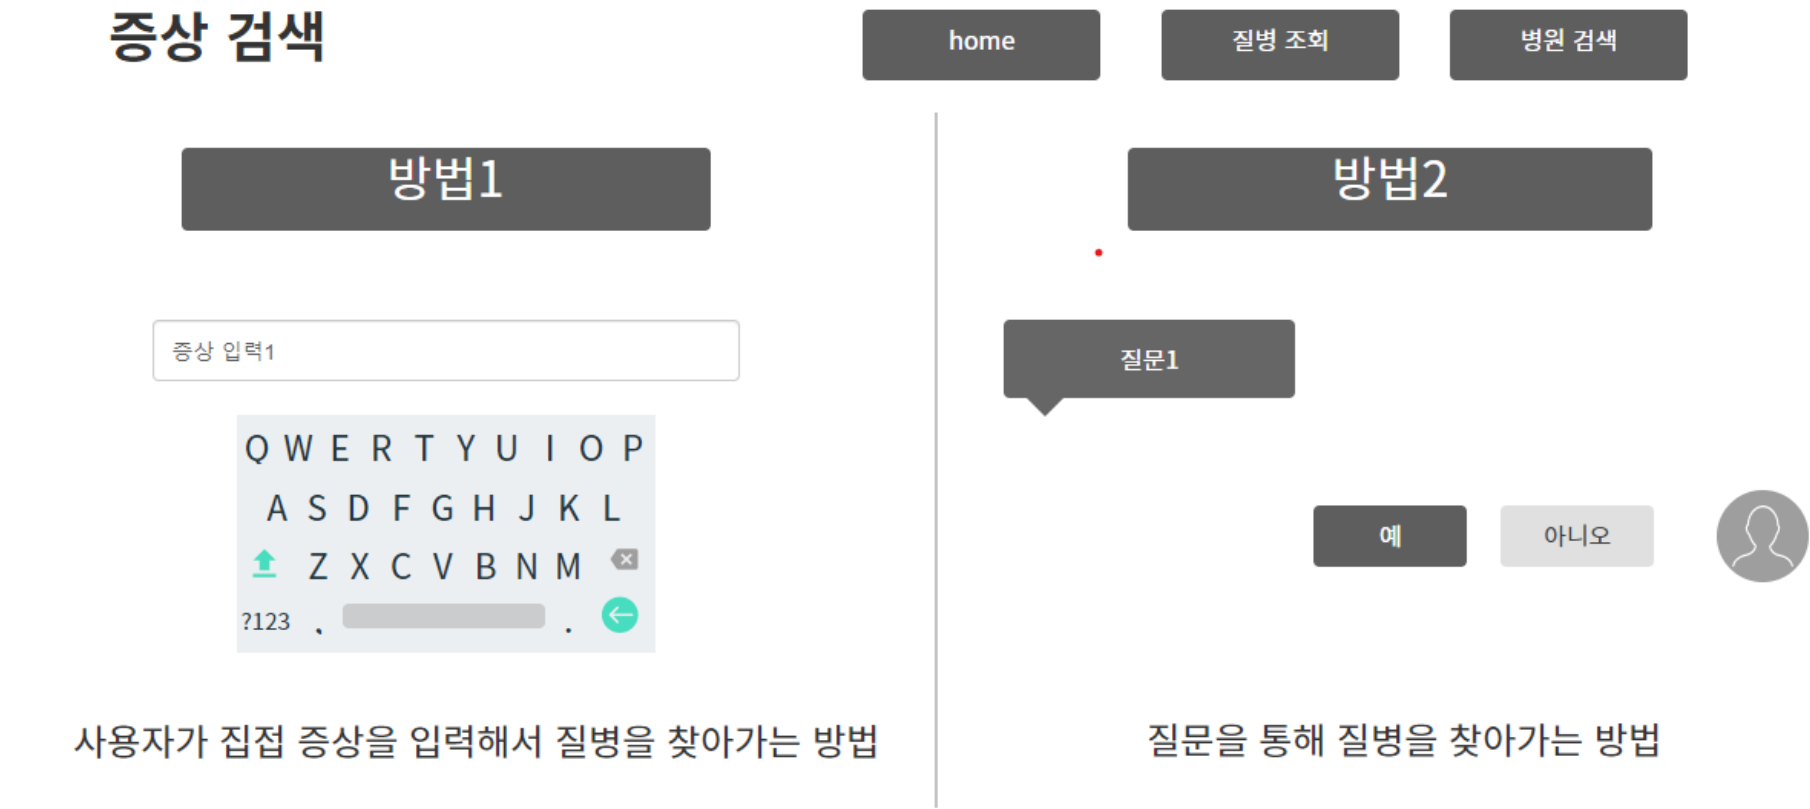 증상 검색
home
질병 조회
병원 검색
방법1
증상 입력1
Q W E R T Y U I O P
A S D F G H J K L
Z X C V B N M
?123 , .
사용자가 집접 증상을 입력해서 질병을 찾아가는 방법
방법2
질문1
예
아니오
질문을 통해 질병을 찾아가는 방법